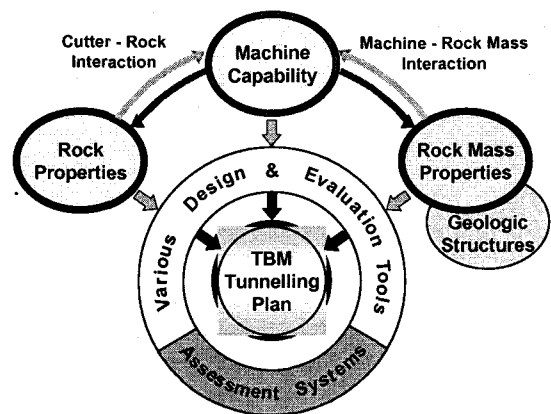 Cutter - Rock
Interaction
Machine
Capability
Machine - Rock Mass
Interaction
Rock
Properties
Rock Mass
Properties
Geologic
Structures
Various Design & Evaluation Tools
TBM
Tunnelling
Plan
Assessment Systems